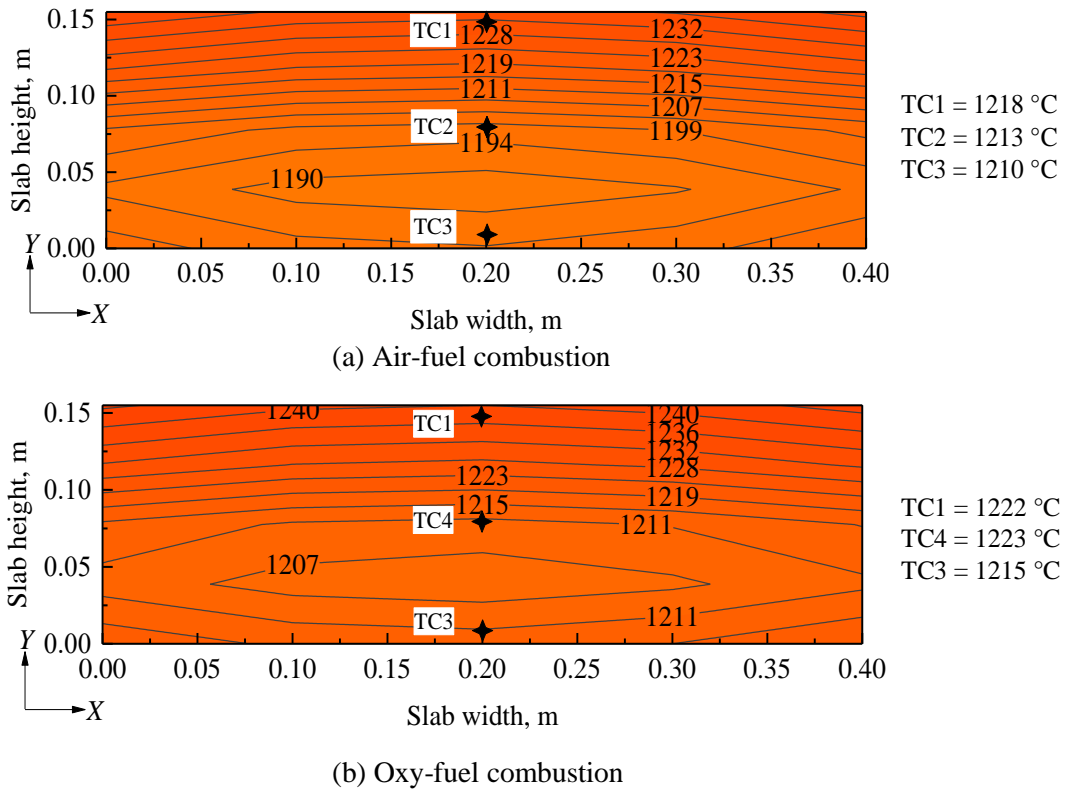 0.15
0.10
0.05
0.00
Slab height, m
TC1
1228
1232
1219
1223
1211
1215
1207
TC2
1194
1199
1190
TC3
Y
X
0.00 0.05 0.10 0.15 0.20 0.25 0.30 0.35 0.40
Slab width, m
TC1 = 1218 °C
TC2 = 1213 °C
TC3 = 1210 °C
(a) Air-fuel combustion
0.15
0.10
0.05
0.00
Slab height, m
1240
TC1
1240
1236
1232
1223
1228
1215
1219
TC4
1211
1207
TC3
1211
Y
X
0.00 0.05 0.10 0.15 0.20 0.25 0.30 0.35 0.40
Slab width, m
TC1 = 1222 °C
TC4 = 1223 °C
TC3 = 1215 °C
(b) Oxy-fuel combustion